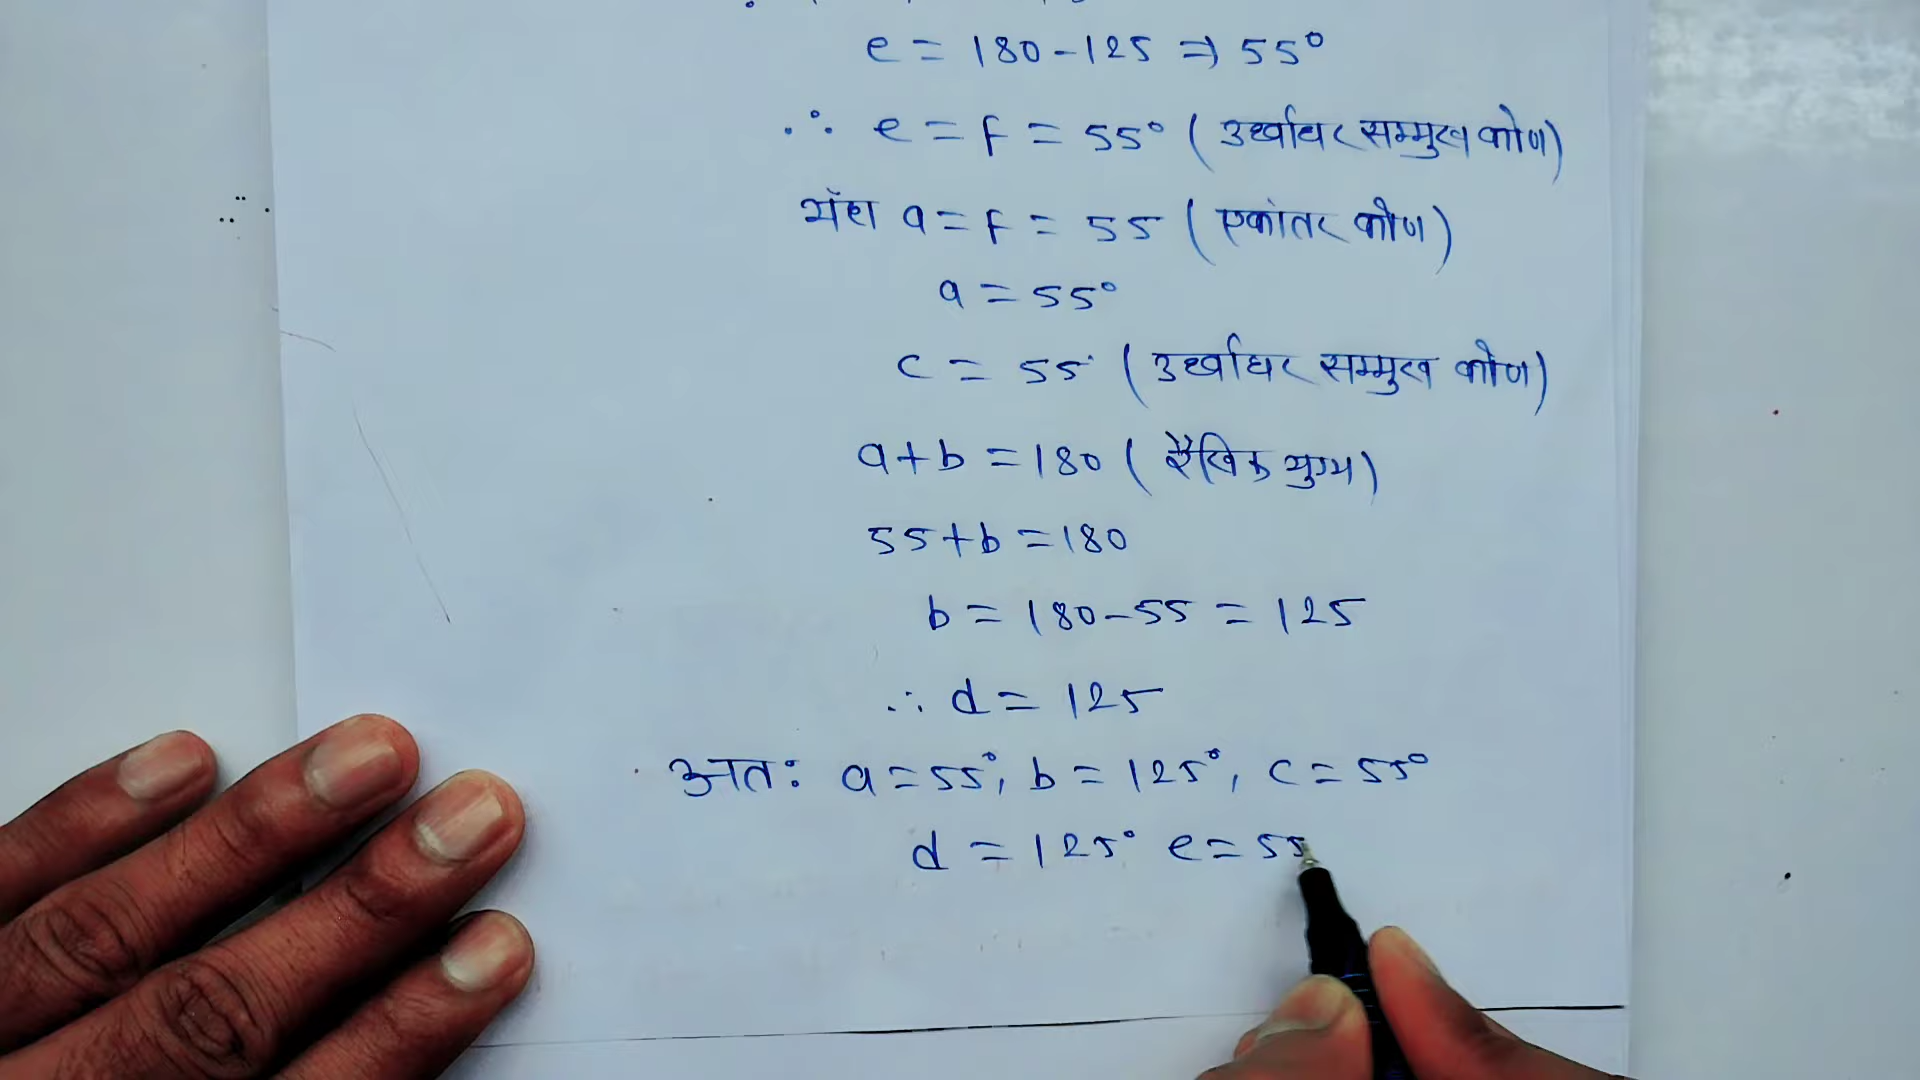 e = 180 - 125 ⇒ 55°
∴ e = f = 55° (उर्ध्वाधर सम्मुख कोण)
a = f = 55 (एकांतर कोण)
a = 55°
c = 55° (उर्ध्वाधर सम्मुख कोण)
a + b = 180 (रैखिक युग्म)
55 + b = 180
b = 180 - 55 = 125
∴ d = 125
अतः a = 55°, b = 125°, c = 55°
d = 125° e = 55